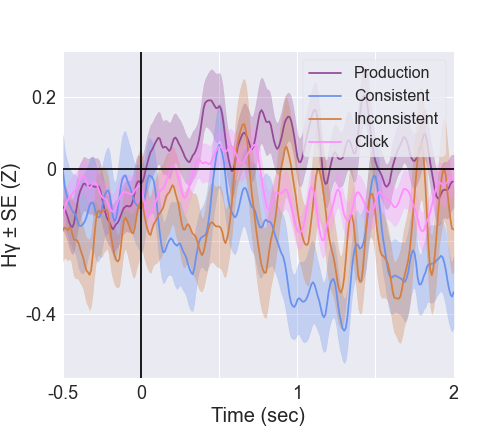 Production
Consistent
Inconsistent
Click
0.2
0
-0.4
Hγ ± SE (Z)
-0.5
0
1
2
Time (sec)